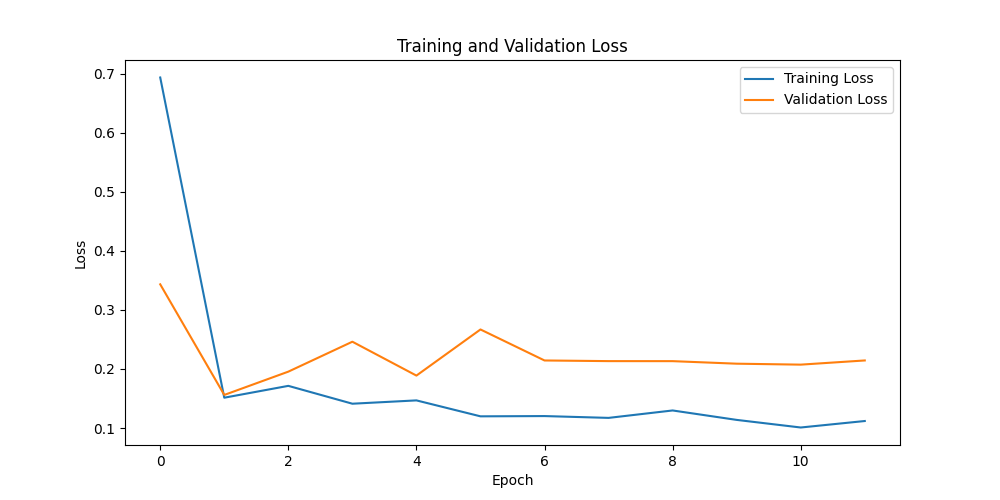 Training and Validation Loss
Training Loss
Validation Loss
0.7
0.6
0.5
0.4
0.3
0.2
0.1
Loss
0 2 4 6 8 10
Epoch